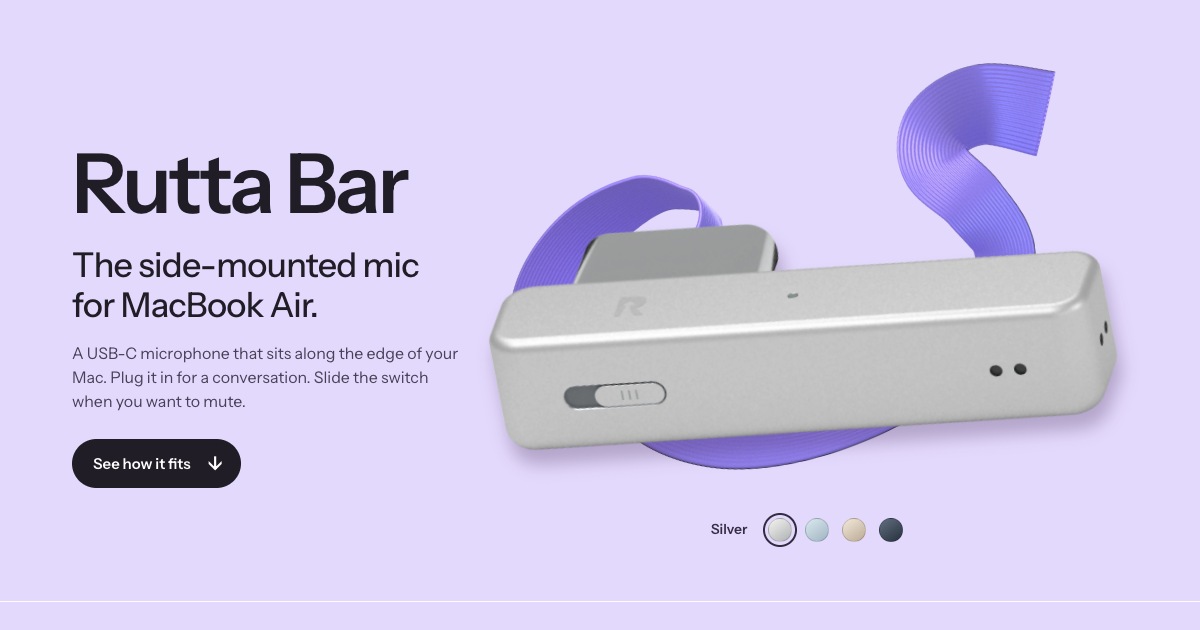 Rutta Bar
The side-mounted mic
for MacBook Air.
A USB-C microphone that sits along the edge of your
Mac. Plug it in for a conversation. Slide the switch
when you want to mute.
See how it fits
R
Silver